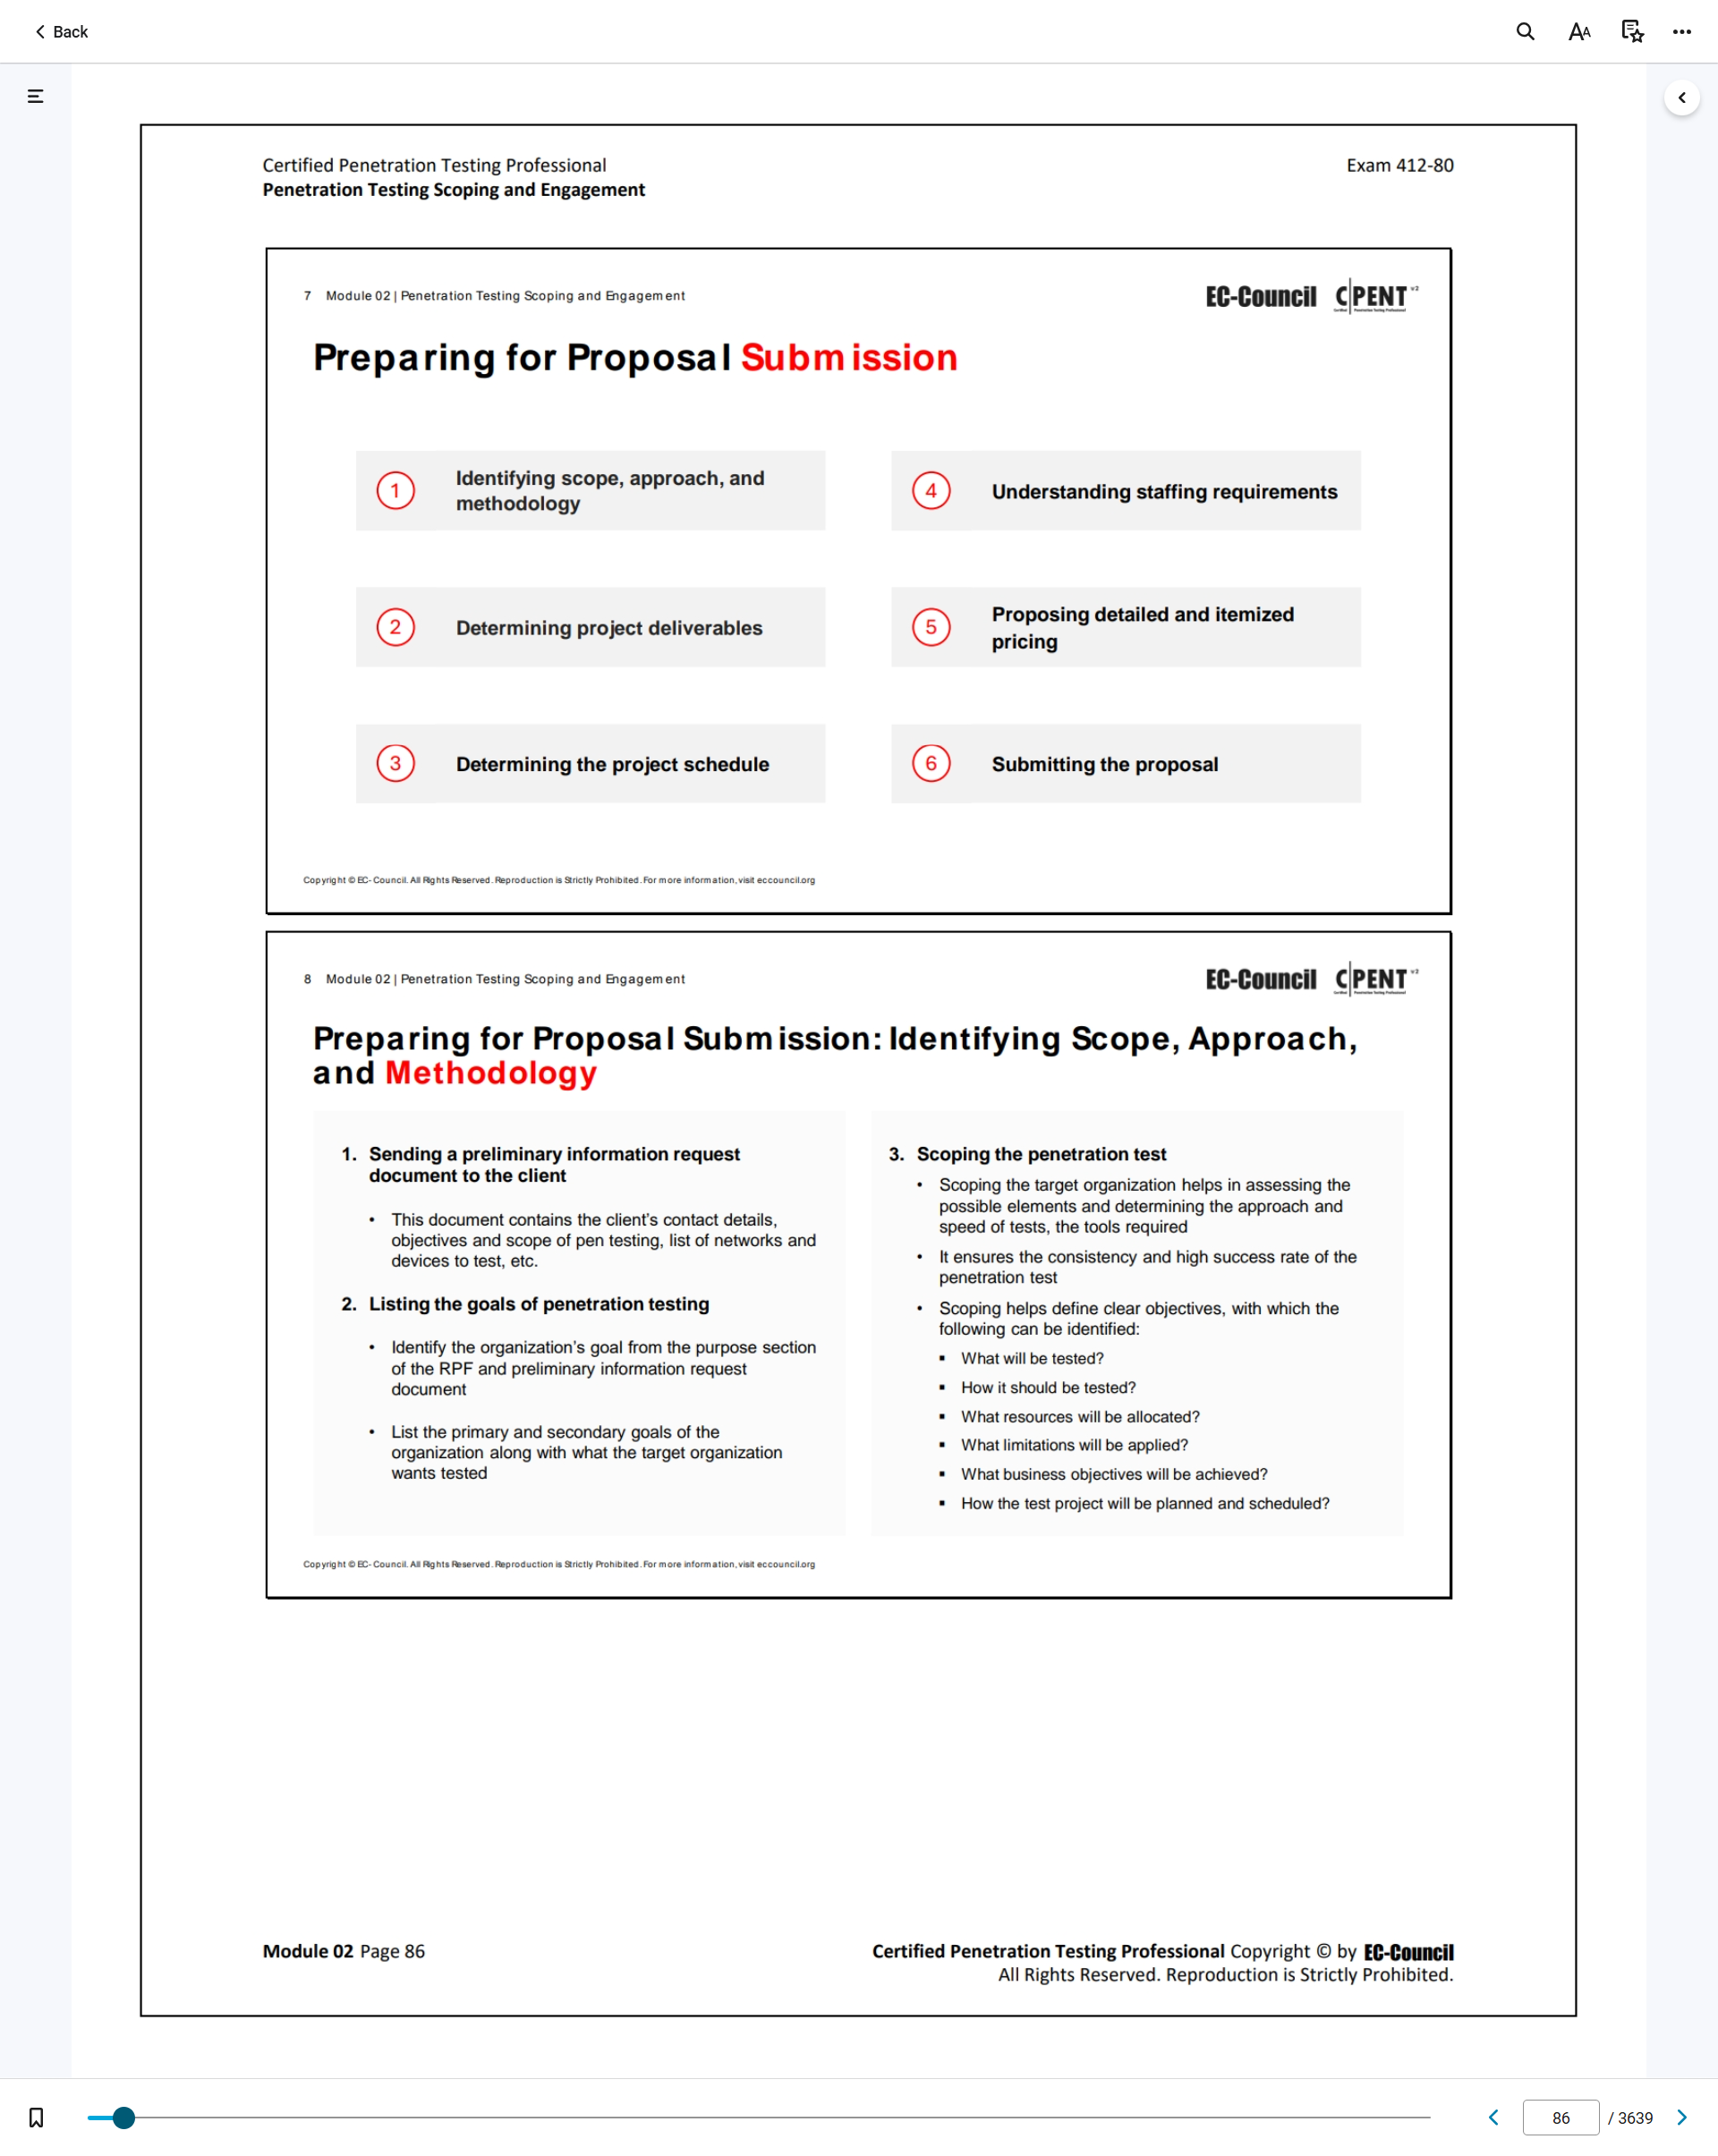 Back
Certified Penetration Testing Professional
Exam 412-80
Penetration Testing Scoping and Engagement
7 Module 02 | Penetration Testing Scoping and Engagement
EC-Council C|PENT v2
Preparing for Proposal Submission
1 Identifying scope, approach, and
methodology
2 Determining project deliverables
3 Determining the project schedule
4 Understanding staffing requirements
5 Proposing detailed and itemized
pricing
6 Submitting the proposal
Copyright © EC-Council. All Rights Reserved. Reproduction is Strictly Prohibited. For more information, visit eccouncil.org
8 Module 02 | Penetration Testing Scoping and Engagement
EC-Council C|PENT v2
Preparing for Proposal Submission: Identifying Scope, Approach,
and Methodology
1. Sending a preliminary information request
document to the client
• This document contains the client's contact details,
objectives and scope of pen testing, list of networks and
devices to test, etc.
2. Listing the goals of penetration testing
• Identify the organization's goal from the purpose section
of the RPF and preliminary information request
document
• List the primary and secondary goals of the
organization along with what the target organization
wants tested
3. Scoping the penetration test
• Scoping the target organization helps in assessing the
possible elements and determining the approach and
speed of tests, the tools required
• It ensures the consistency and high success rate of the
penetration test
• Scoping helps define clear objectives, with which the
following can be identified:
▪ What will be tested?
▪ How it should be tested?
▪ What resources will be allocated?
▪ What limitations will be applied?
▪ What business objectives will be achieved?
▪ How the test project will be planned and scheduled?
Copyright © EC-Council. All Rights Reserved. Reproduction is Strictly Prohibited. For more information, visit eccouncil.org
Module 02 Page 86
Certified Penetration Testing Professional Copyright © by EC-Council
All Rights Reserved. Reproduction is Strictly Prohibited.
86 / 3639